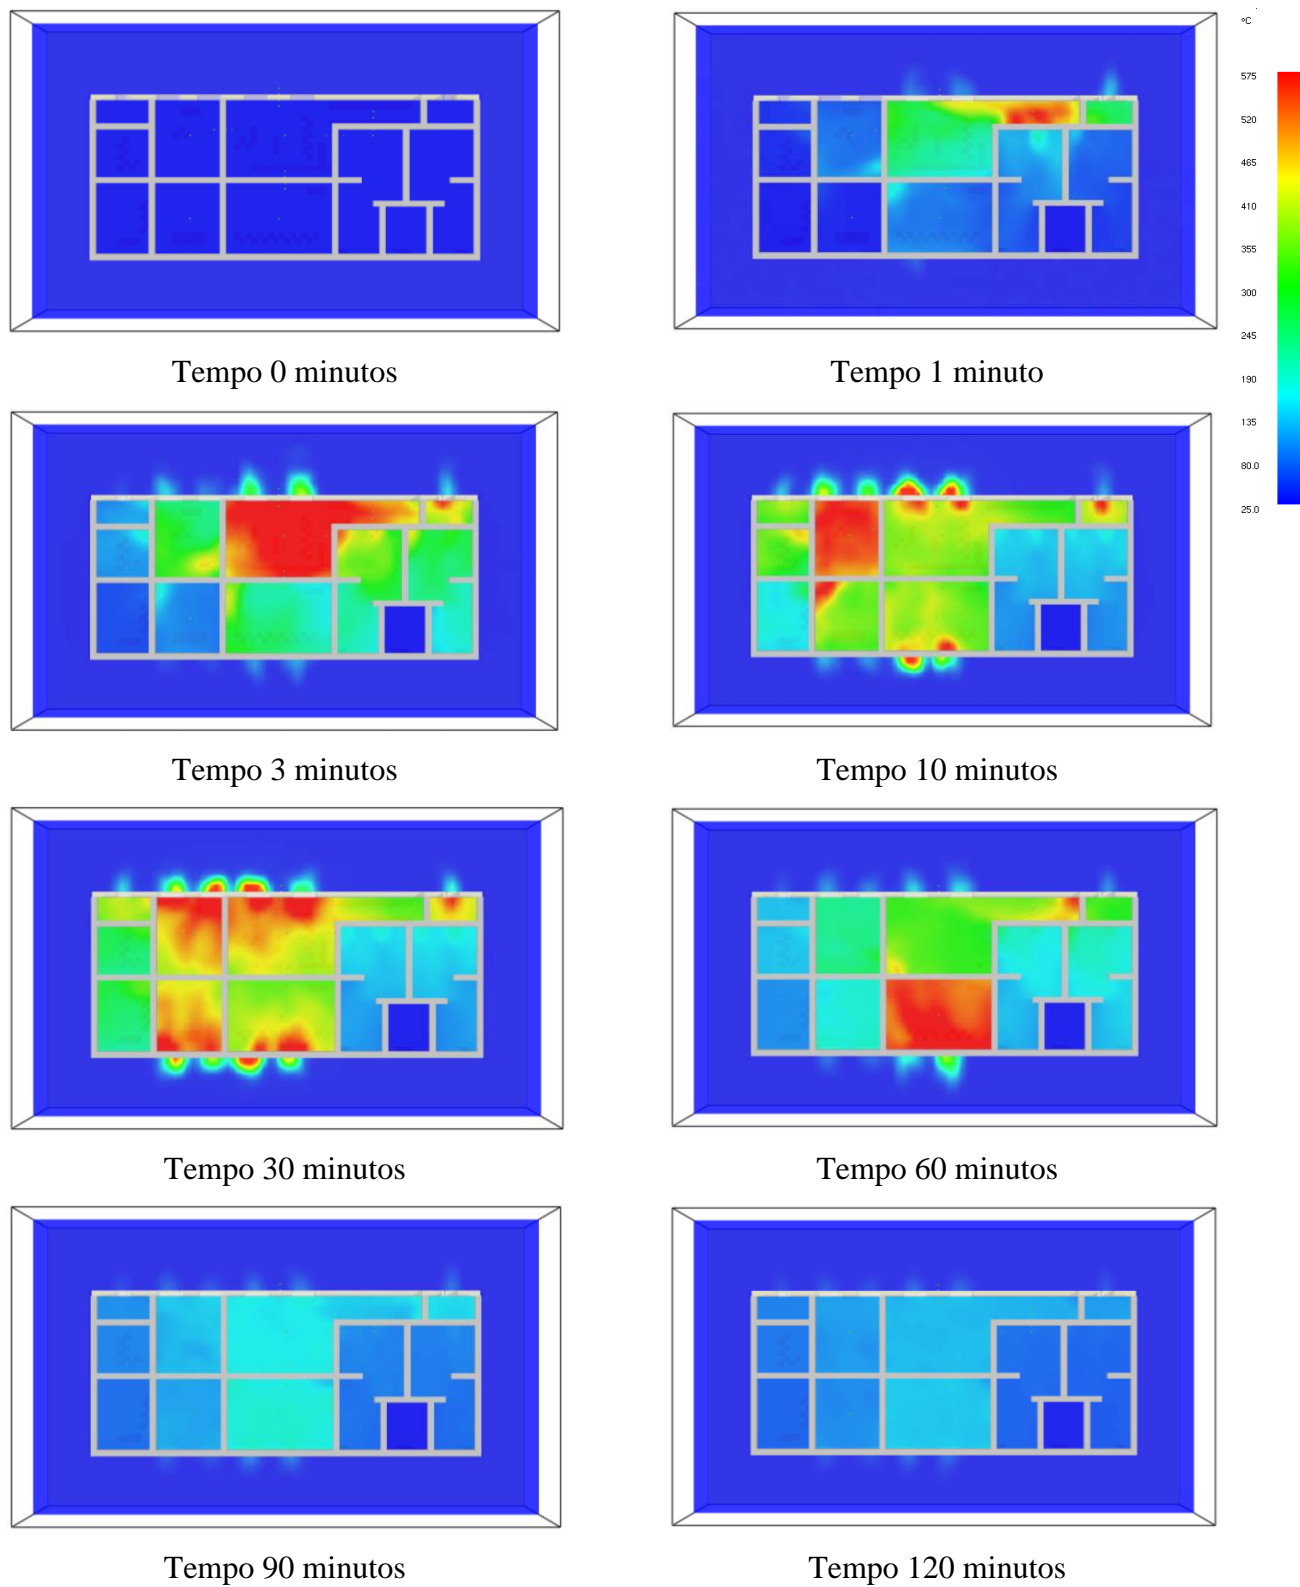 °C
575
520
465
410
355
300
245
190
135
80.0
25.0
Tempo 0 minutos
Tempo 1 minuto
Tempo 3 minutos
Tempo 10 minutos
Tempo 30 minutos
Tempo 60 minutos
Tempo 90 minutos
Tempo 120 minutos